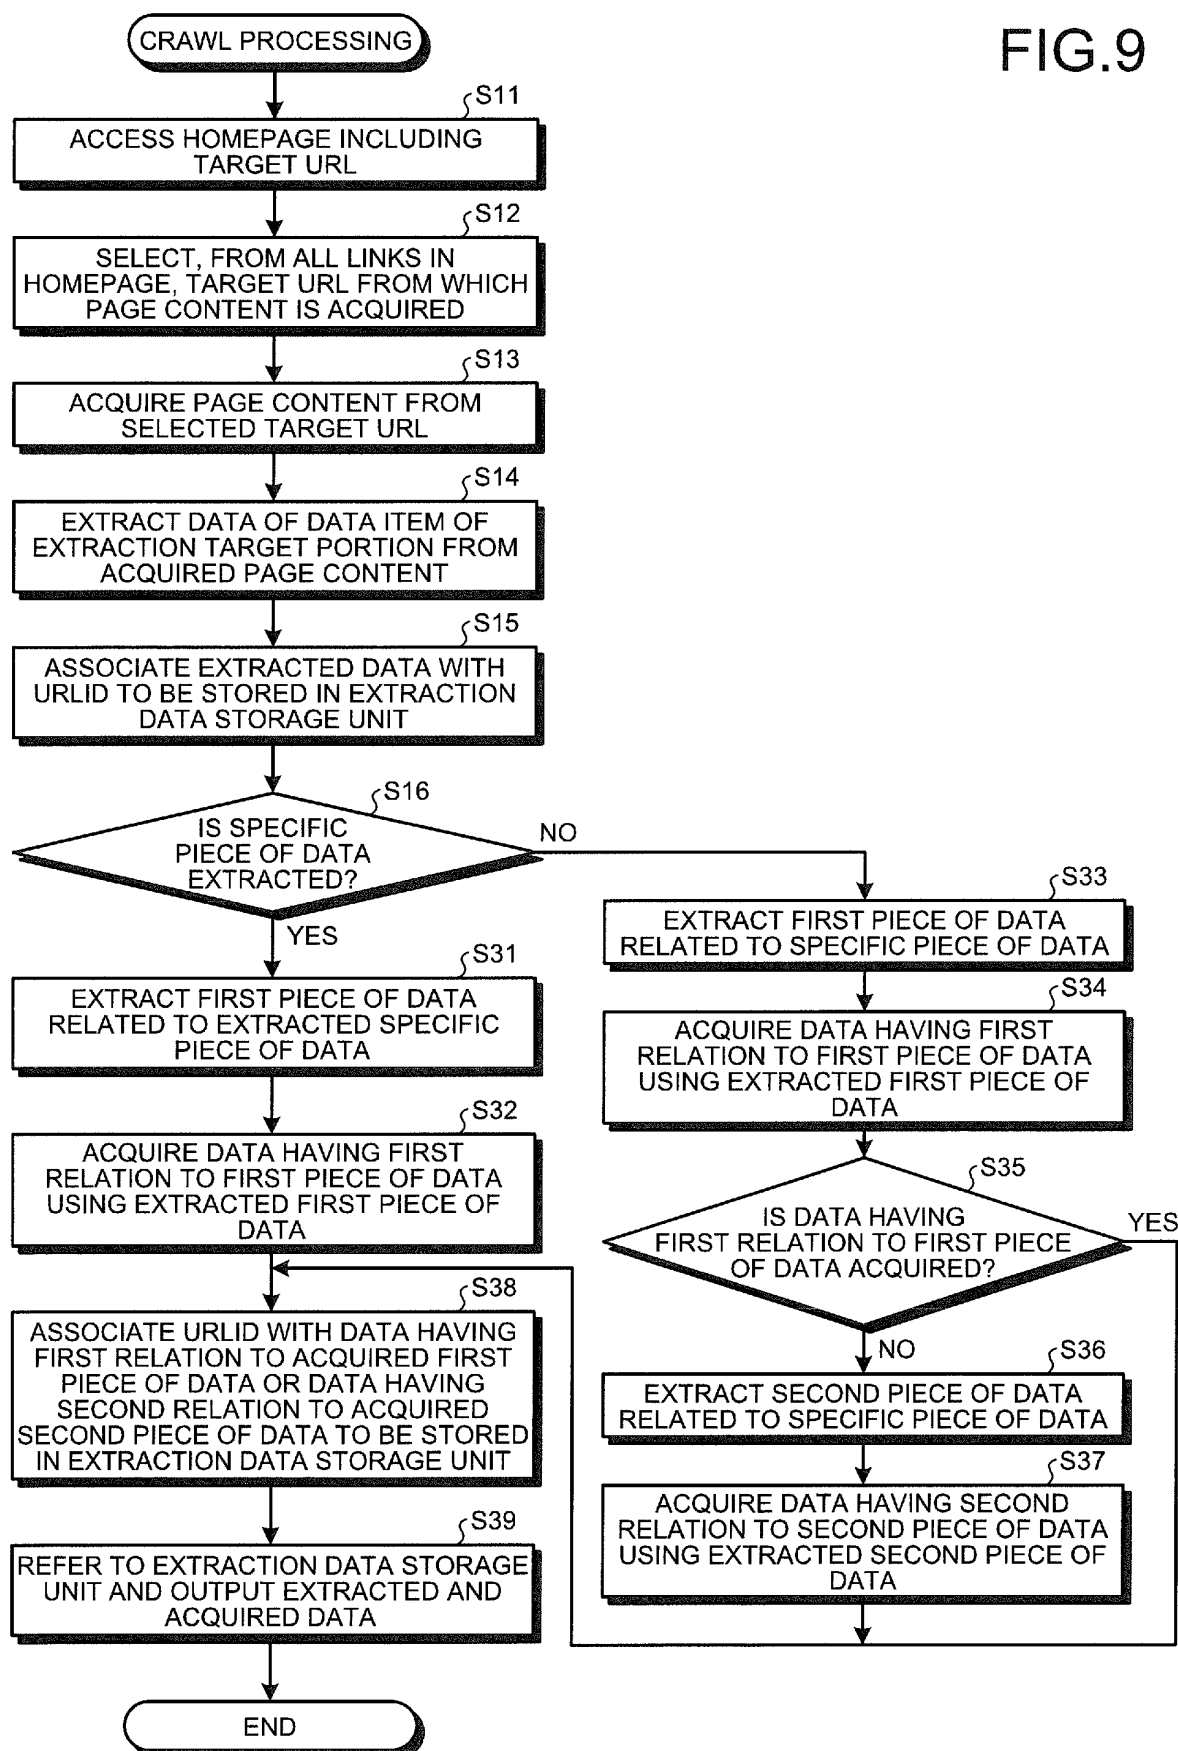 CRAWL PROCESSING
FIG.9
S11
ACCESS HOMEPAGE INCLUDING
TARGET URL
S12
SELECT, FROM ALL LINKS IN
HOMEPAGE, TARGET URL FROM WHICH
PAGE CONTENT IS ACQUIRED
S13
ACQUIRE PAGE CONTENT FROM
SELECTED TARGET URL
S14
EXTRACT DATA OF DATA ITEM OF
EXTRACTION TARGET PORTION FROM
ACQUIRED PAGE CONTENT
S15
ASSOCIATE EXTRACTED DATA WITH
URLID TO BE STORED IN EXTRACTION
DATA STORAGE UNIT
S16
IS SPECIFIC
PIECE OF DATA
EXTRACTED?
NO
YES
S31
EXTRACT FIRST PIECE OF DATA
RELATED TO EXTRACTED SPECIFIC
PIECE OF DATA
S32
ACQUIRE DATA HAVING FIRST
RELATION TO FIRST PIECE OF DATA
USING EXTRACTED FIRST PIECE OF
DATA
S33
EXTRACT FIRST PIECE OF DATA
RELATED TO SPECIFIC PIECE OF DATA
S34
ACQUIRE DATA HAVING FIRST
RELATION TO FIRST PIECE OF DATA
USING EXTRACTED FIRST PIECE OF
DATA
S35
IS DATA HAVING
FIRST RELATION TO FIRST PIECE
OF DATA ACQUIRED?
YES
NO
S36
EXTRACT SECOND PIECE OF DATA
RELATED TO SPECIFIC PIECE OF DATA
S37
ACQUIRE DATA HAVING SECOND
RELATION TO SECOND PIECE OF DATA
USING EXTRACTED SECOND PIECE OF
DATA
S38
ASSOCIATE URLID WITH DATA HAVING
FIRST RELATION TO ACQUIRED FIRST
PIECE OF DATA OR DATA HAVING
SECOND RELATION TO ACQUIRED
SECOND PIECE OF DATA TO BE STORED
IN EXTRACTION DATA STORAGE UNIT
S39
REFER TO EXTRACTION DATA STORAGE
UNIT AND OUTPUT EXTRACTED AND
ACQUIRED DATA
END